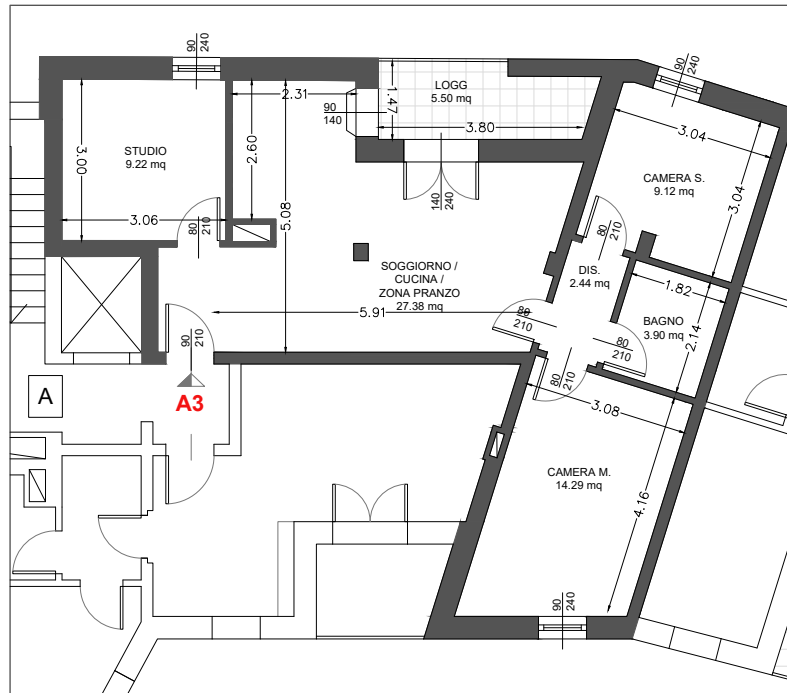 90
240
90
240
LOGG
5.50 mq
1.47
2.31
90
140
3.80
3.04
STUDIO
9.22 mq
3.00
2.60
5.08
CAMERA S.
9.12 mq
3.04
3.06
80
210
140
240
80
210
SOGGIORNO /
CUCINA /
ZONA PRANZO
27.38 mq
DIS.
2.44 mq
1.82
5.91
80
210
BAGNO
3.90 mq
2.14
90
210
80
210
80
210
A
A3
3.08
CAMERA M.
14.29 mq
4.16
90
240